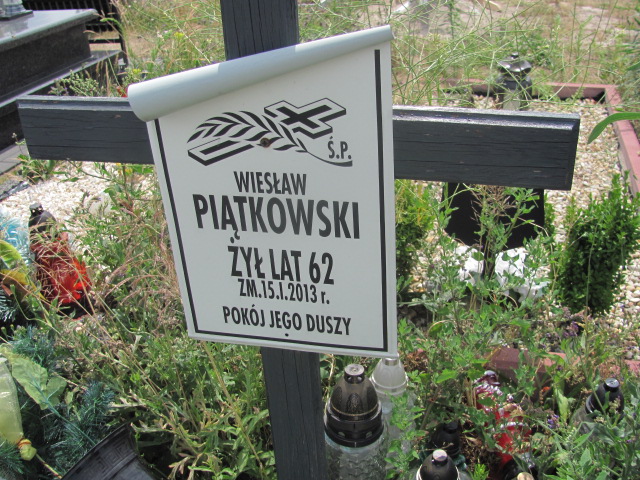 Ś.P.
WIESŁAW
PIĄTKOWSKI
ŻYŁ LAT 62
ZM.15.I.2013 r.
POKÓJ JEGO DUSZY